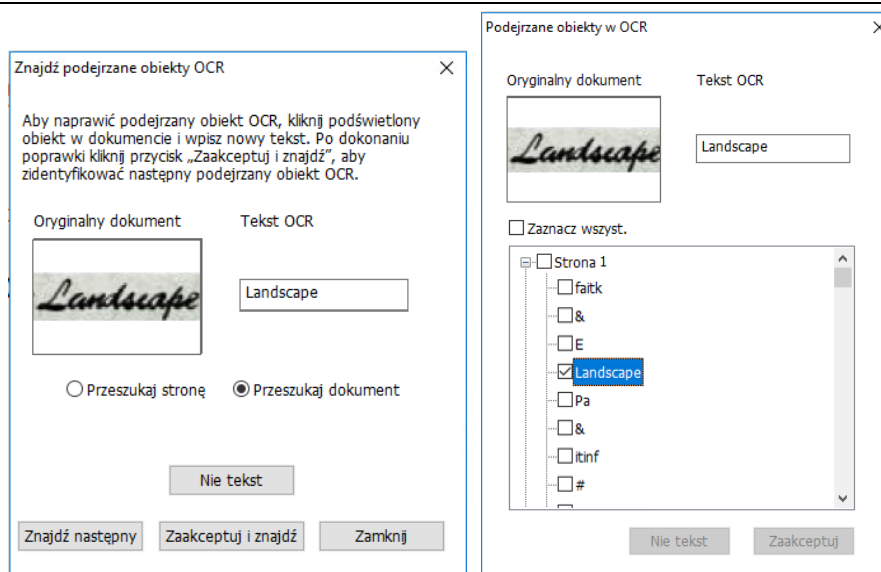 Znajdź podejrzane obiekty OCR
Aby naprawić podejrzany obiekt OCR, kliknij podświetlony
obiekt w dokumencie i wpisz nowy tekst. Po dokonaniu
poprawki kliknij przycisk „Zaakceptuj i znajdź”, aby
zidentyfikować następny podejrzany obiekt OCR.
Oryginalny dokument Tekst OCR
Landscape Landscape
Przeszukaj stronę Przeszukaj dokument
Nie tekst
Znajdź następny Zaakceptuj i znajdź Zamknij
Podejrzane obiekty w OCR
Oryginalny dokument Tekst OCR
Landscape Landscape
Zaznacz wszyst.
Strona 1
faitk
&
E
Landscape
Pa
&
itinf
#
Nie tekst Zaakceptuj